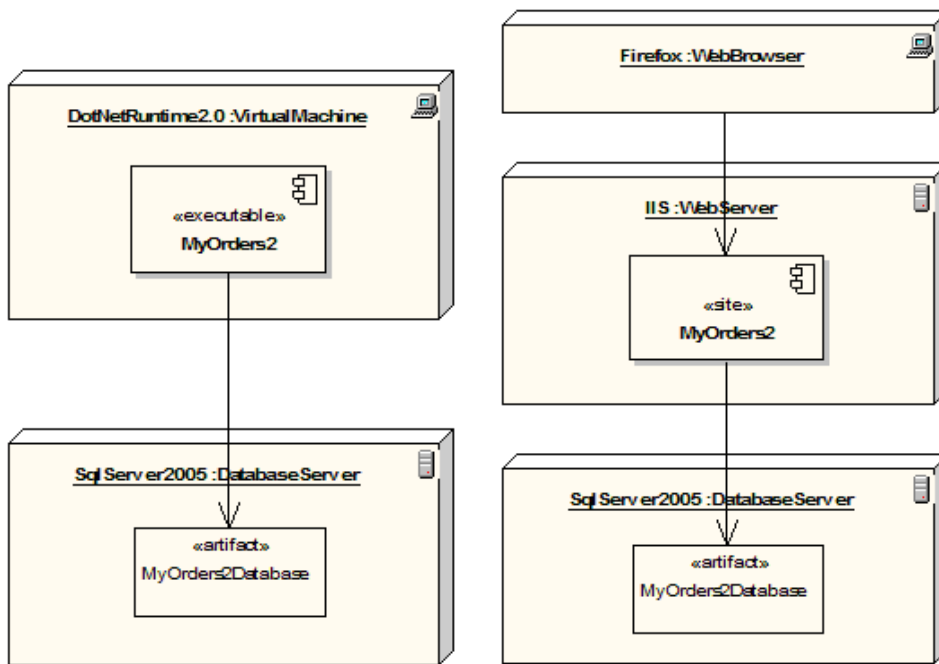 DotNetRuntime2.0 :VirtualMachine
«executable»
MyOrders2
SqlServer2005 :DatabaseServer
«artifact»
MyOrders2Database
Firefox :WebBrowser
IIS :WebServer
«site»
MyOrders2
SqlServer2005 :DatabaseServer
«artifact»
MyOrders2Database